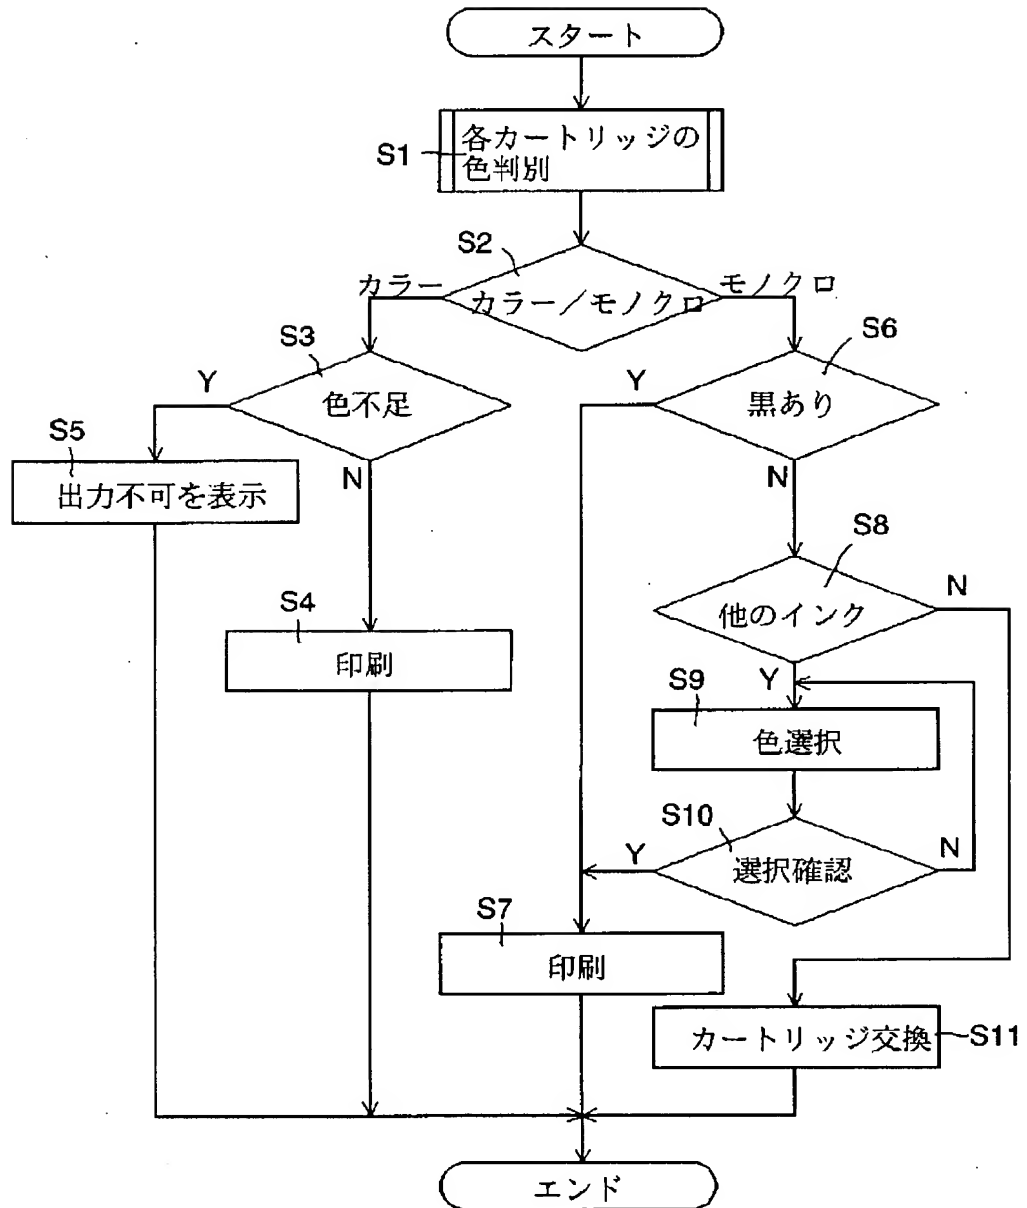 スタート
S1
各カートリッジの
色判別
S2
カラー
カラー／モノクロ
モノクロ
S3
Y
色不足
N
S6
Y
黒あり
N
S5
出力不可を表示
S8
他のインク
N
Y
S4
印刷
S9
色選択
S10
Y
選択確認
N
S7
印刷
カートリッジ交換
S11
エンド